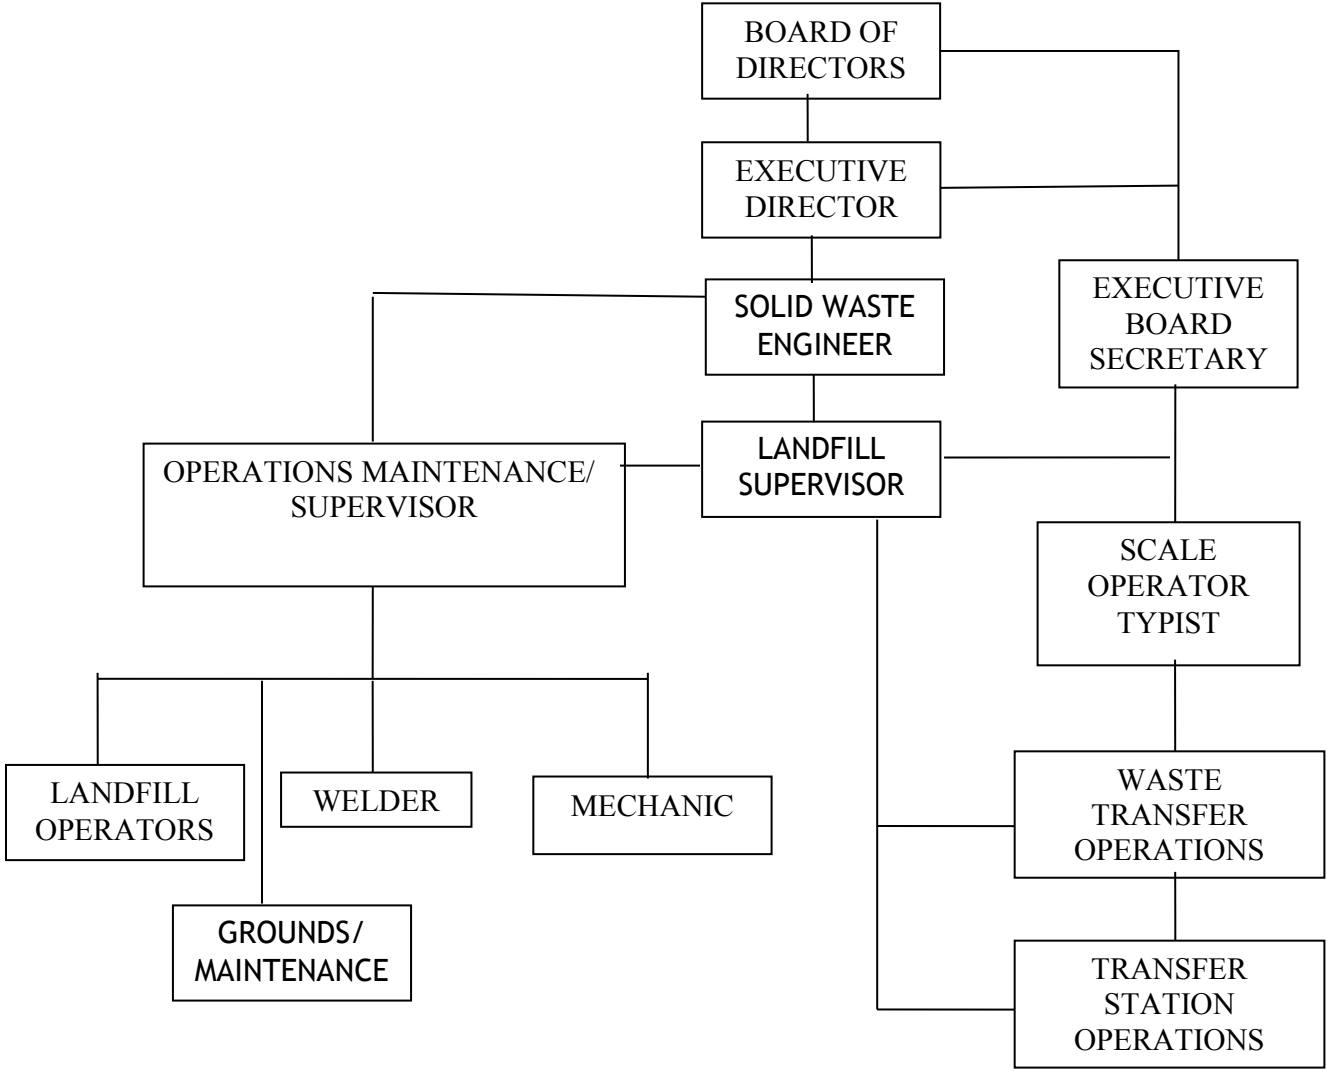 BOARD OF
DIRECTORS
EXECUTIVE
DIRECTOR
SOLID WASTE
ENGINEER
EXECUTIVE
BOARD
SECRETARY
LANDFILL
SUPERVISOR
OPERATIONS MAINTENANCE/
SUPERVISOR
SCALE
OPERATOR
TYPIST
LANDFILL
OPERATORS
WELDER
MECHANIC
WASTE
TRANSFER
OPERATIONS
GROUNDS/
MAINTENANCE
TRANSFER
STATION
OPERATIONS